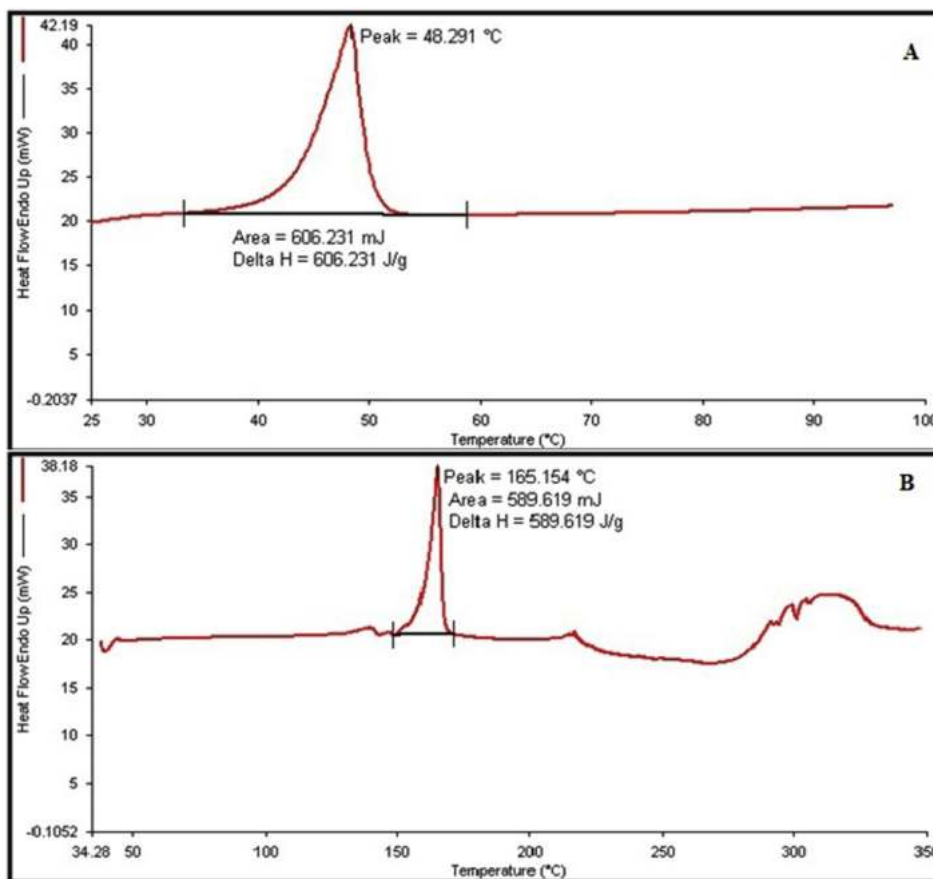 42.19
40
35
30
25
20
15
10
5
-0.2037
Heat Flow Endo Up (mW)
Peak = 48.291 °C
A
Area = 606.231 mJ
Delta H = 606.231 J/g
25 30 40 50 60 70 80 90 100
Temperature (°C)
38.18
35
30
25
20
15
10
5
-0.1052
Heat Flow Endo Up (mW)
Peak = 165.154 °C
Area = 589.619 mJ
Delta H = 589.619 J/g
B
34.28 50 100 150 200 250 300 350
Temperature (°C)